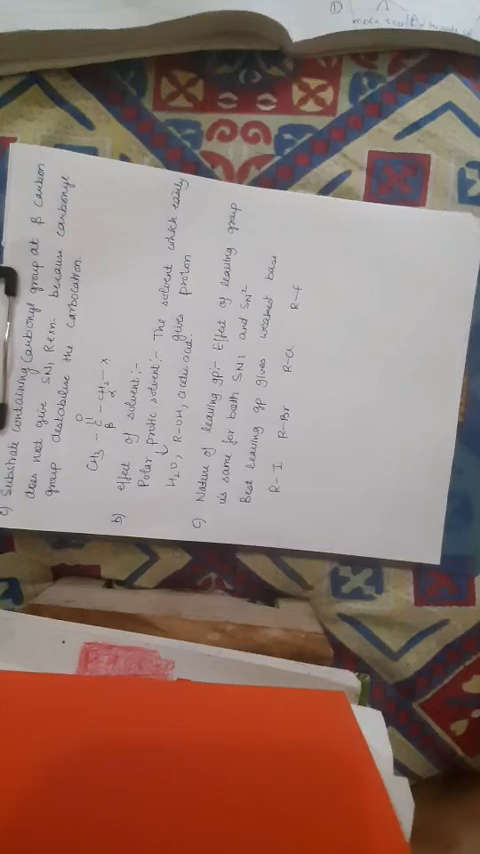 c) Substrate containing Carbonyl group at β carbon
does not give SN1 Rexn. because carbonyl
group destabilise the carbocation.
O
||
CH3 - C - CH2 - X
β α
b) effect of solvent :-
Polar protic solvent :- The solvent which easily
gives proton
H2O, R-OH, acetic acid.
c) Nature of leaving gp :- Effect of leaving group
is same for both SN1 and SN2
Best leaving gp gives weakest base
R-I R-Br R-Cl R-F